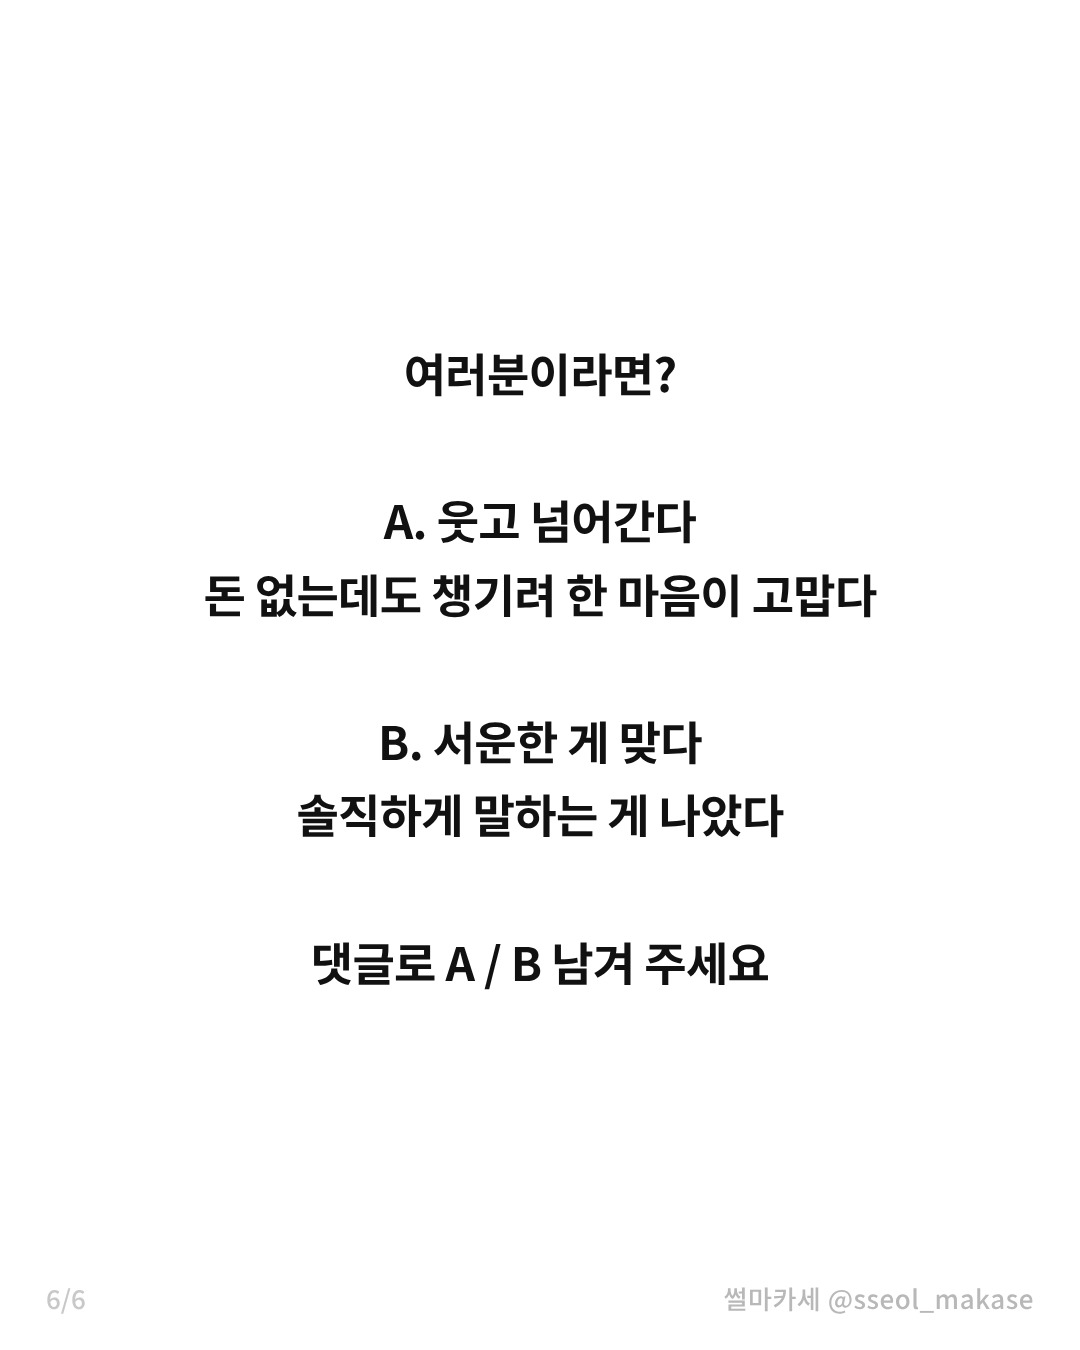 여러분이라면?
A. 웃고 넘어간다
돈 없는데도 챙기려 한 마음이 고맙다
B. 서운한 게 맞다
솔직하게 말하는 게 나았다
댓글로 A / B 남겨 주세요
6/6
썰마카세 @sseol_makase